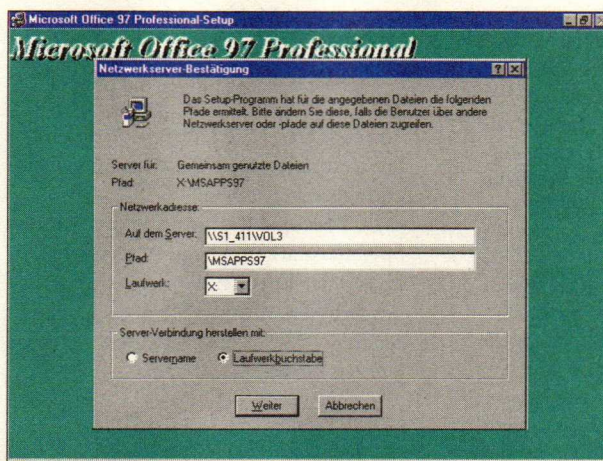 Microsoft Office 97 Professional-Setup
Microsoft Office 97 Professional
Netzwerkserver-Bestätigung
Das Setup-Programm hat für die angegebenen Dateien die folgenden
Pfade ermittelt. Bitte ändern Sie diese, falls die Benutzer über andere
Netzwerkserver oder -pfade auf diese Dateien zugreifen.
Server für: Gemeinsam genutzte Dateien
Pfad: X:\MSAPPS97
Netzwerkadresse:
Auf dem Server: \\S1_411\VOL3
Pfad: \MSAPPS97
Laufwerk: X:
Server-Verbindung herstellen mit:
Servername Laufwerkbuchstabe
Weiter Abbrechen